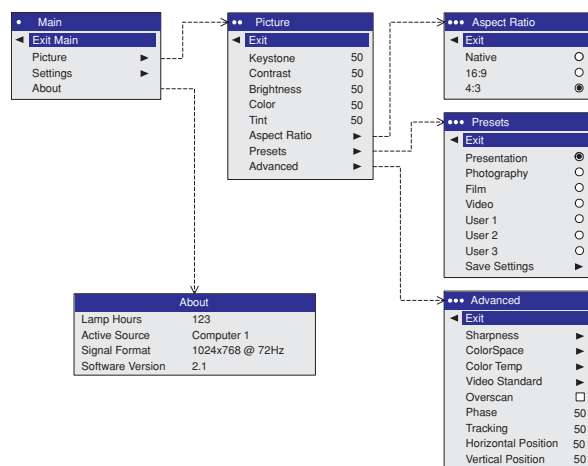 Main
Exit Main
Picture
Settings
About
Picture
Exit
Keystone 50
Contrast 50
Brightness 50
Color 50
Tint 50
Aspect Ratio
Presets
Advanced
Aspect Ratio
Exit
Native
16:9
4:3
Presets
Exit
Presentation
Photography
Film
Video
User 1
User 2
User 3
Save Settings
About
Lamp Hours 123
Active Source Computer 1
Signal Format 1024x768 @ 72Hz
Software Version 2.1
Advanced
Exit
Sharpness
ColorSpace
Color Temp
Video Standard
Overscan
Phase 50
Tracking 50
Horizontal Position 50
Vertical Position 50